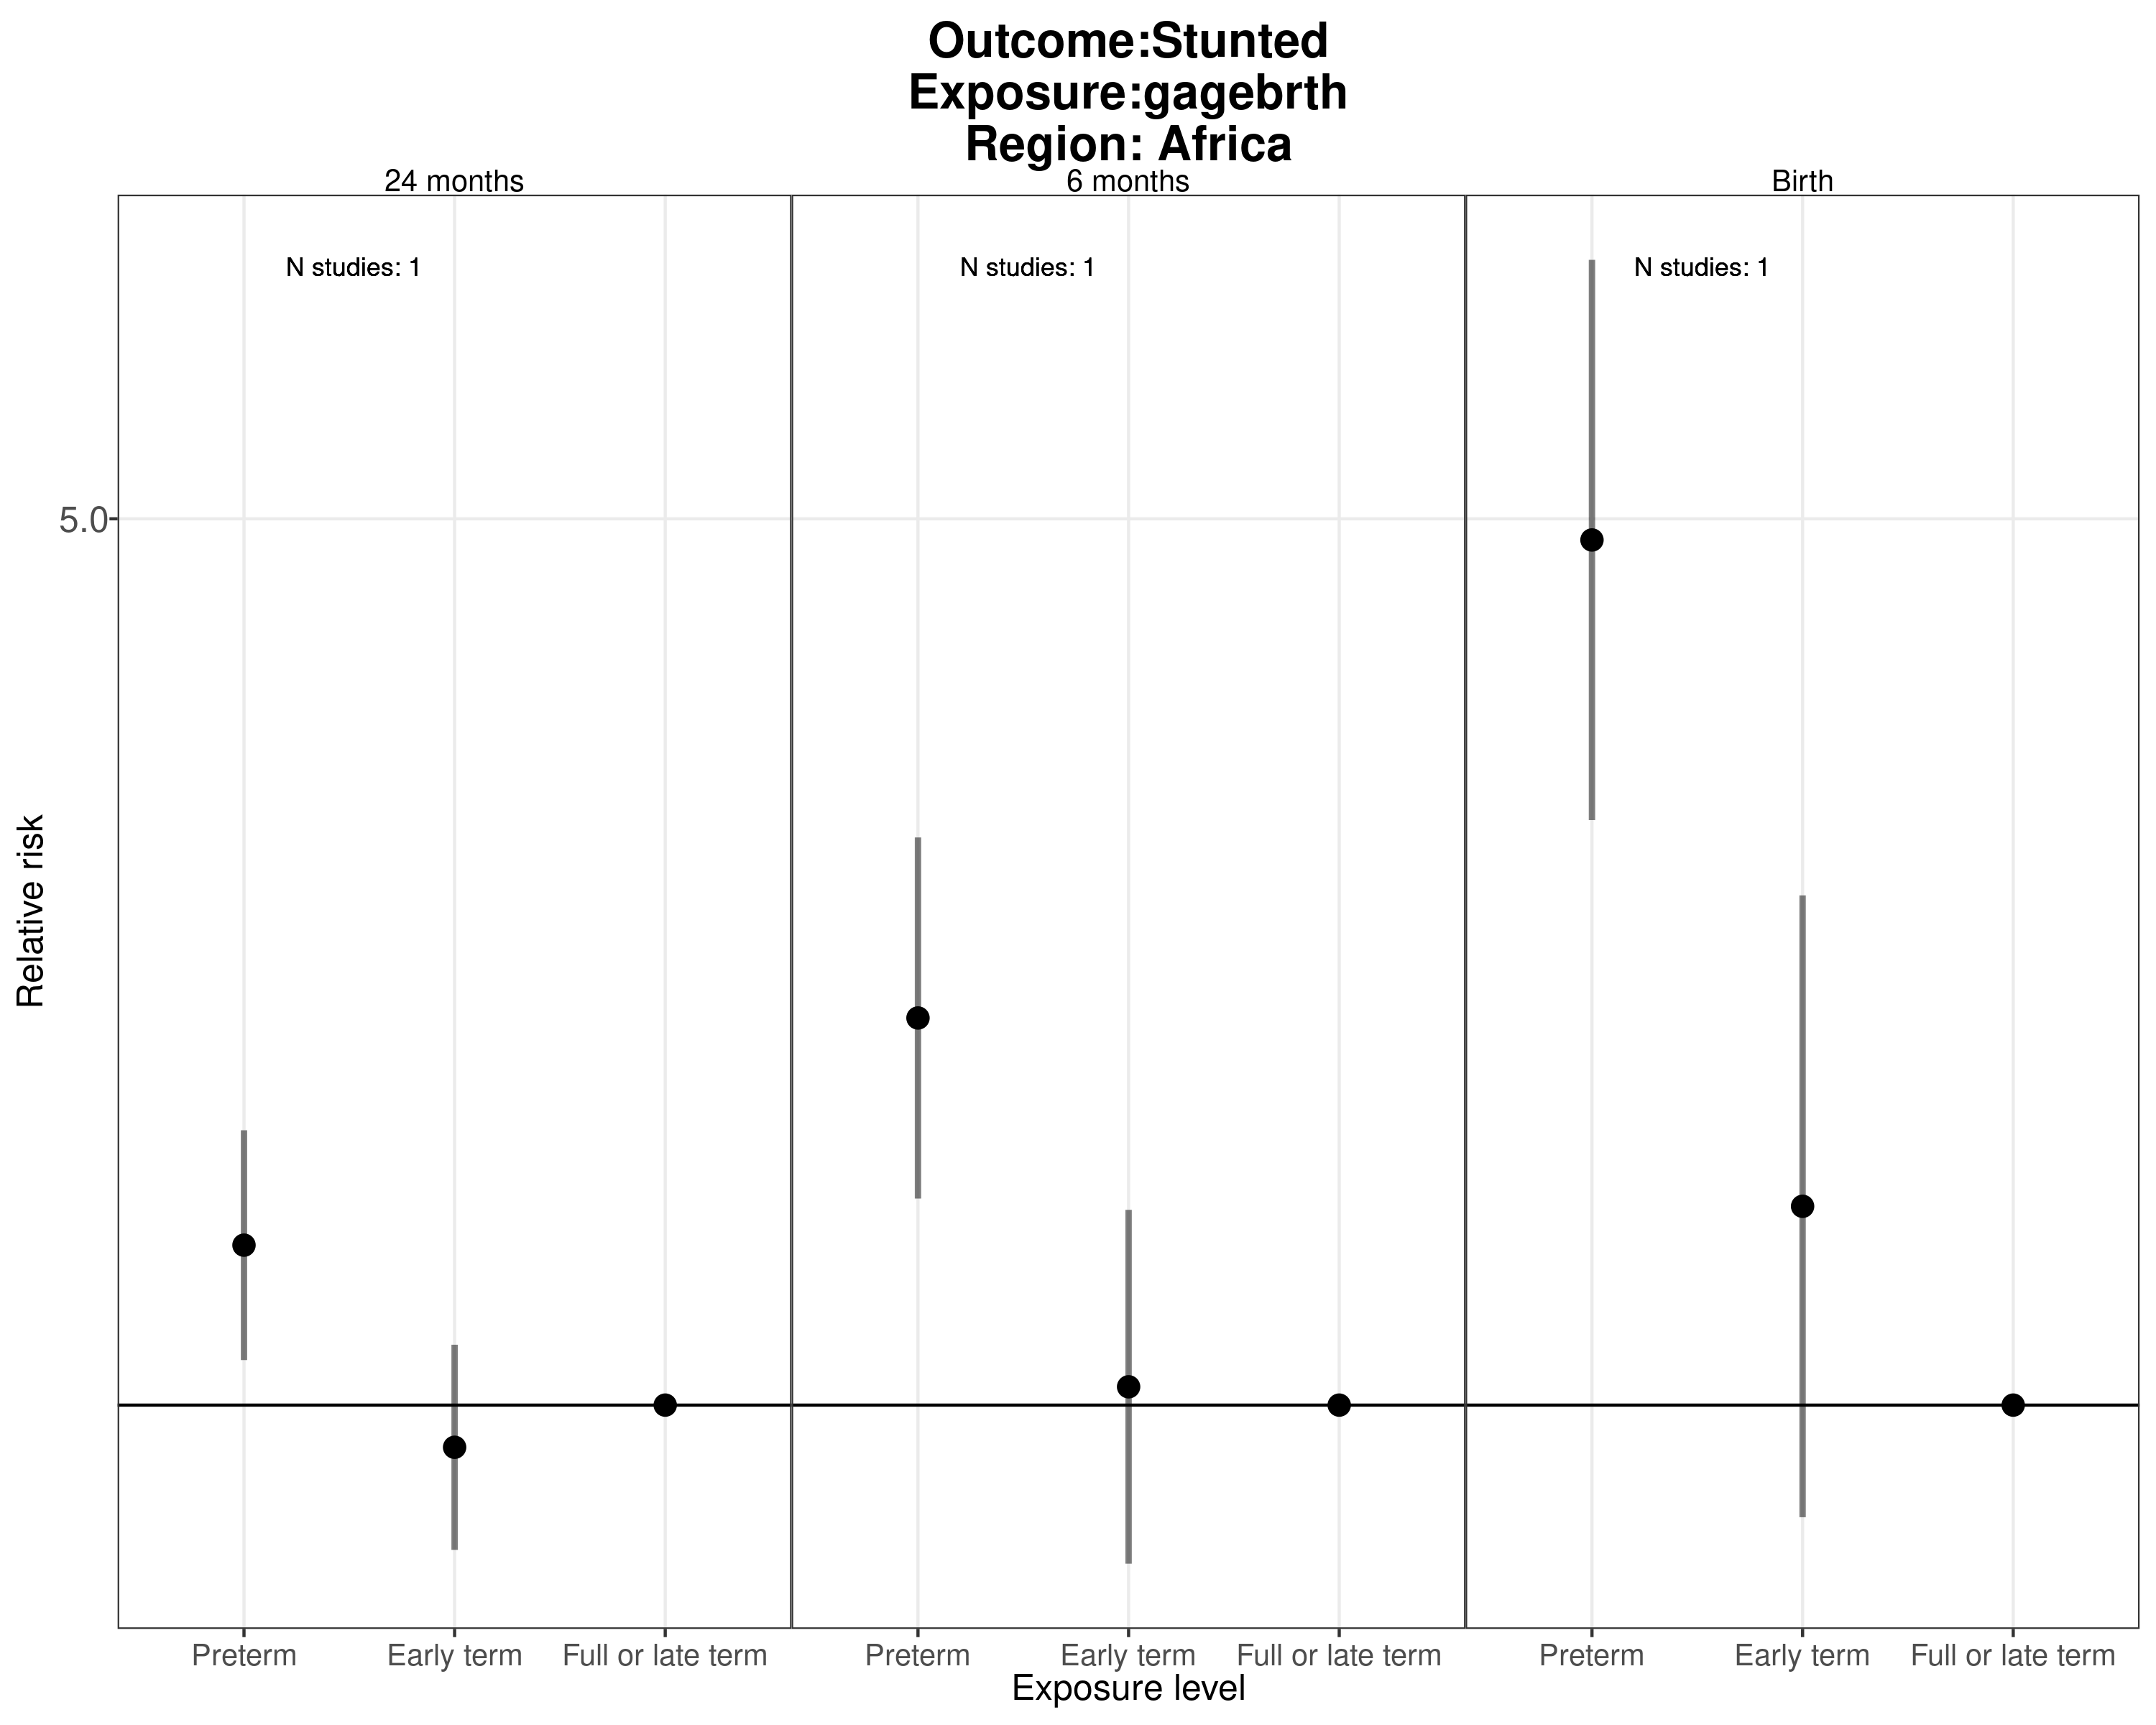 Outcome:Stunted
Exposure:gagebrth
Region: Africa
24 months 6 months Birth
N studies: 1 N studies: 1 N studies: 1
5.0
Relative risk
Preterm Early term Full or late term Preterm Early term Full or late term Preterm Early term Full or late term
Exposure level